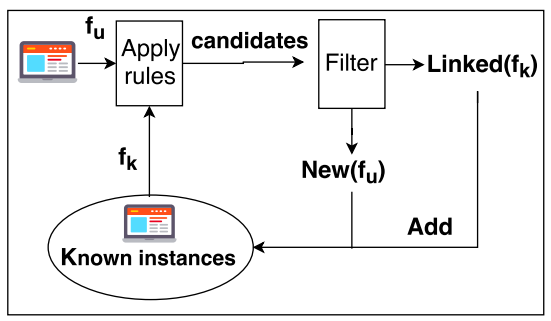 fu
Apply
rules
candidates
Filter
Linked(fk)
fk
New(fu)
Add
Known instances